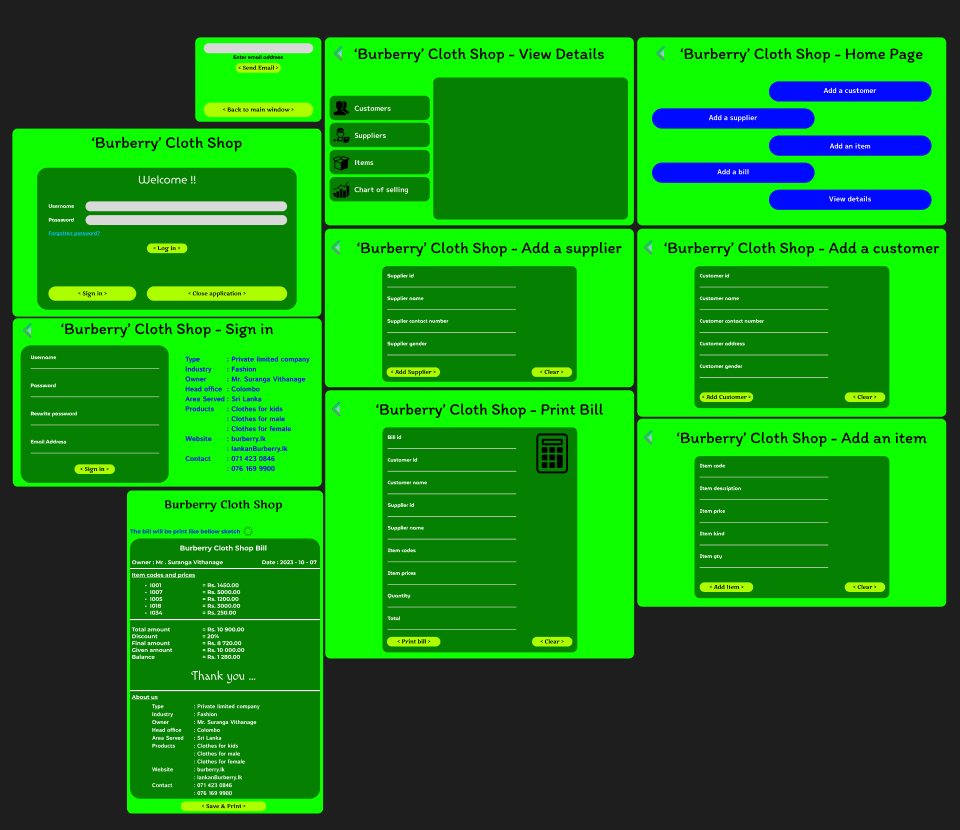 Enter email address
< Send Email >
< Back to main window >
‘Burberry’ Cloth Shop - View Details
Customers
Suppliers
Items
Chart of selling
‘Burberry’ Cloth Shop - Home Page
Add a customer
Add a supplier
Add an item
Add a bill
View details
‘Burberry’ Cloth Shop
Welcome !!
Username
Password
Forgotten password?
< Log in >
< Sign in >
< Close application >
‘Burberry’ Cloth Shop - Add a supplier
Supplier id
Supplier name
Supplier contact number
Supplier gender
< Add Supplier >
< Clear >
‘Burberry’ Cloth Shop - Add a customer
Customer id
Customer name
Customer contact number
Customer address
Customer gender
< Add Customer >
< Clear >
‘Burberry’ Cloth Shop - Sign in
Username
Password
Rewrite password
Email Address
< Sign in >
Type : Private limited company
Industry : Fashion
Owner : Mr. Suranga Vithanage
Head office : Colombo
Area Served : Sri Lanka
Products : Clothes for kids
: Clothes for male
: Clothes for female
Website : burberry.lk
: lankanBurberry.lk
Contact : 071 423 0846
: 076 169 9900
‘Burberry’ Cloth Shop - Print Bill
Bill id
Customer id
Customer name
Supplier id
Supplier name
Item codes
Item prices
Quantity
Total
< Print bill >
< Clear >
‘Burberry’ Cloth Shop - Add an item
Item code
Item description
Item price
Item kind
Item qty
< Add Item >
< Clear >
Burberry Cloth Shop
The bill will be print like bellow sketch
Burberry Cloth Shop Bill
Owner : Mr . Suranga Vithanage Date : 2023 - 10 - 07
Item codes and prices
• I001 = Rs. 1450.00
• I007 = Rs. 5000.00
• I005 = Rs. 1200.00
• I018 = Rs. 3000.00
• I034 = Rs. 250.00
Total amount = Rs. 10 900.00
Discount = 20%
Final amount = Rs. 8 720.00
Given amount = Rs. 10 000.00
Balance = Rs. 1 280.00
Thank you ...
About us
Type : Private limited company
Industry : Fashion
Owner : Mr. Suranga Vithanage
Head office : Colombo
Area Served : Sri Lanka
Products : Clothes for kids
: Clothes for male
: Clothes for female
Website : burberry.lk
: lankanBurberry.lk
Contact : 071 423 0846
: 076 169 9900
< Save & Print >